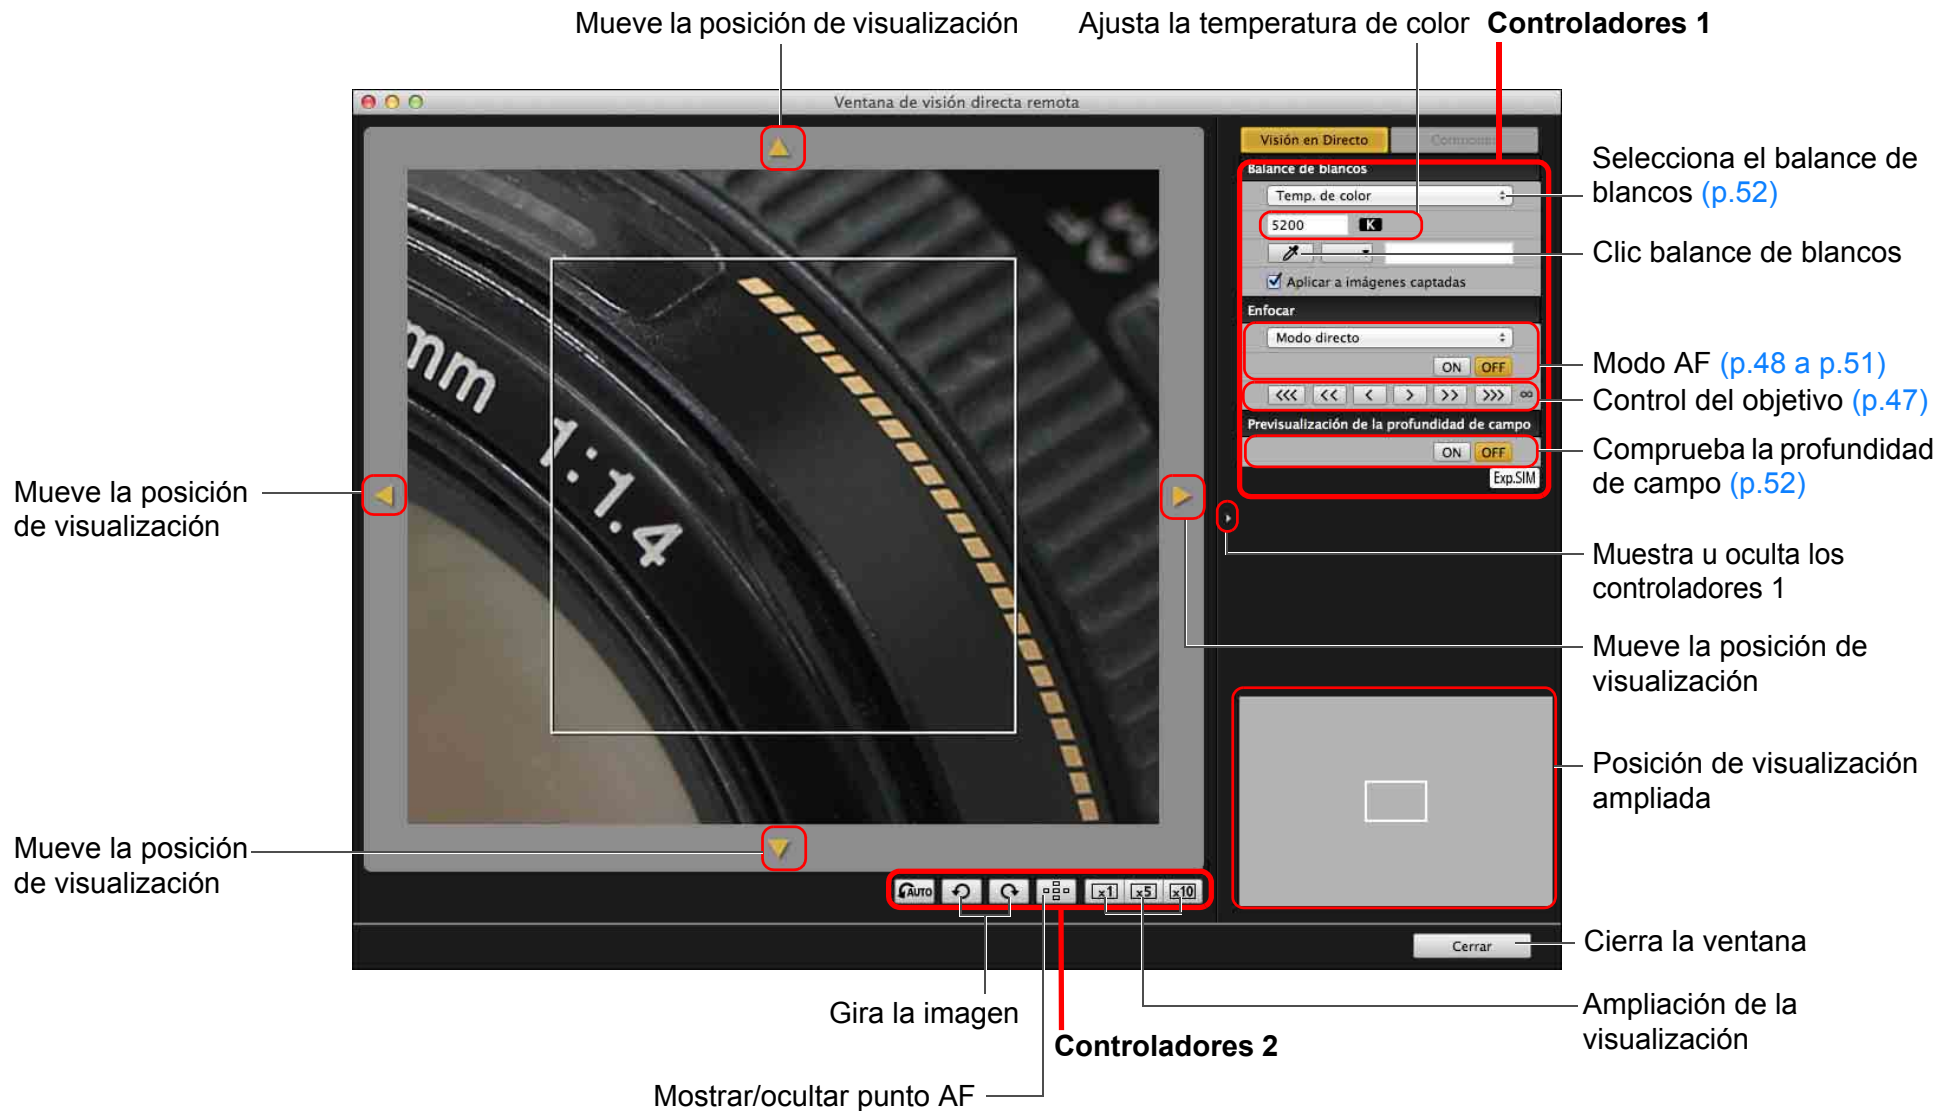 Mueve la posición de visualización
Ajusta la temperatura de color
Controladores 1
Ventana de visión directa remota
Visión en Directo
Balance de blancos
Temp. de color
5200
K
Aplicar a imágenes captadas
Enfocar
Modo directo
ON OFF
<<< << < > >> >>> ∞
Previsualización de la profundidad de campo
ON OFF
Exp.SIM
Selecciona el balance de
blancos (p.52)
Clic balance de blancos
Modo AF (p.48 a p.51)
Control del objetivo (p.47)
Comprueba la profundidad
de campo (p.52)
Muestra u oculta los
controladores 1
Mueve la posición de
visualización
Posición de visualización
ampliada
mm 1:1.4
Mueve la posición
de visualización
Mueve la posición
de visualización
AUTO
x1 x5 x10
Cerrar
Cierra la ventana
Gira la imagen
Controladores 2
Ampliación de la
visualización
Mostrar/ocultar punto AF